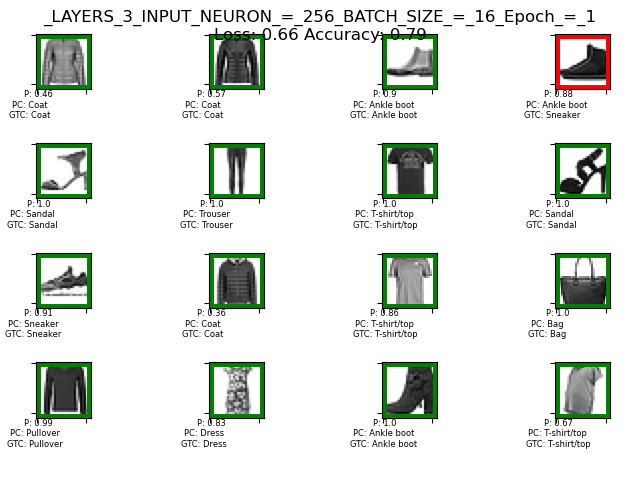 _LAYERS_3_INPUT_NEURON_=_256_BATCH_SIZE_=_16_Epoch_=_1
Loss: 0.66 Accuracy: 0.79
P: 0.46
PC: Coat
GTC: Coat
P: 0.57
PC: Coat
GTC: Coat
P: 0.9
PC: Ankle boot
GTC: Ankle boot
P: 0.88
PC: Ankle boot
GTC: Sneaker
P: 1.0
PC: Sandal
GTC: Sandal
P: 1.0
PC: Trouser
GTC: Trouser
P: 1.0
PC: T-shirt/top
GTC: T-shirt/top
P: 1.0
PC: Sandal
GTC: Sandal
P: 0.91
PC: Sneaker
GTC: Sneaker
P: 0.36
PC: Coat
GTC: Coat
P: 0.86
PC: T-shirt/top
GTC: T-shirt/top
P: 1.0
PC: Bag
GTC: Bag
P: 0.99
PC: Pullover
GTC: Pullover
P: 0.83
PC: Dress
GTC: Dress
P: 1.0
PC: Ankle boot
GTC: Ankle boot
P: 0.67
PC: T-shirt/top
GTC: T-shirt/top